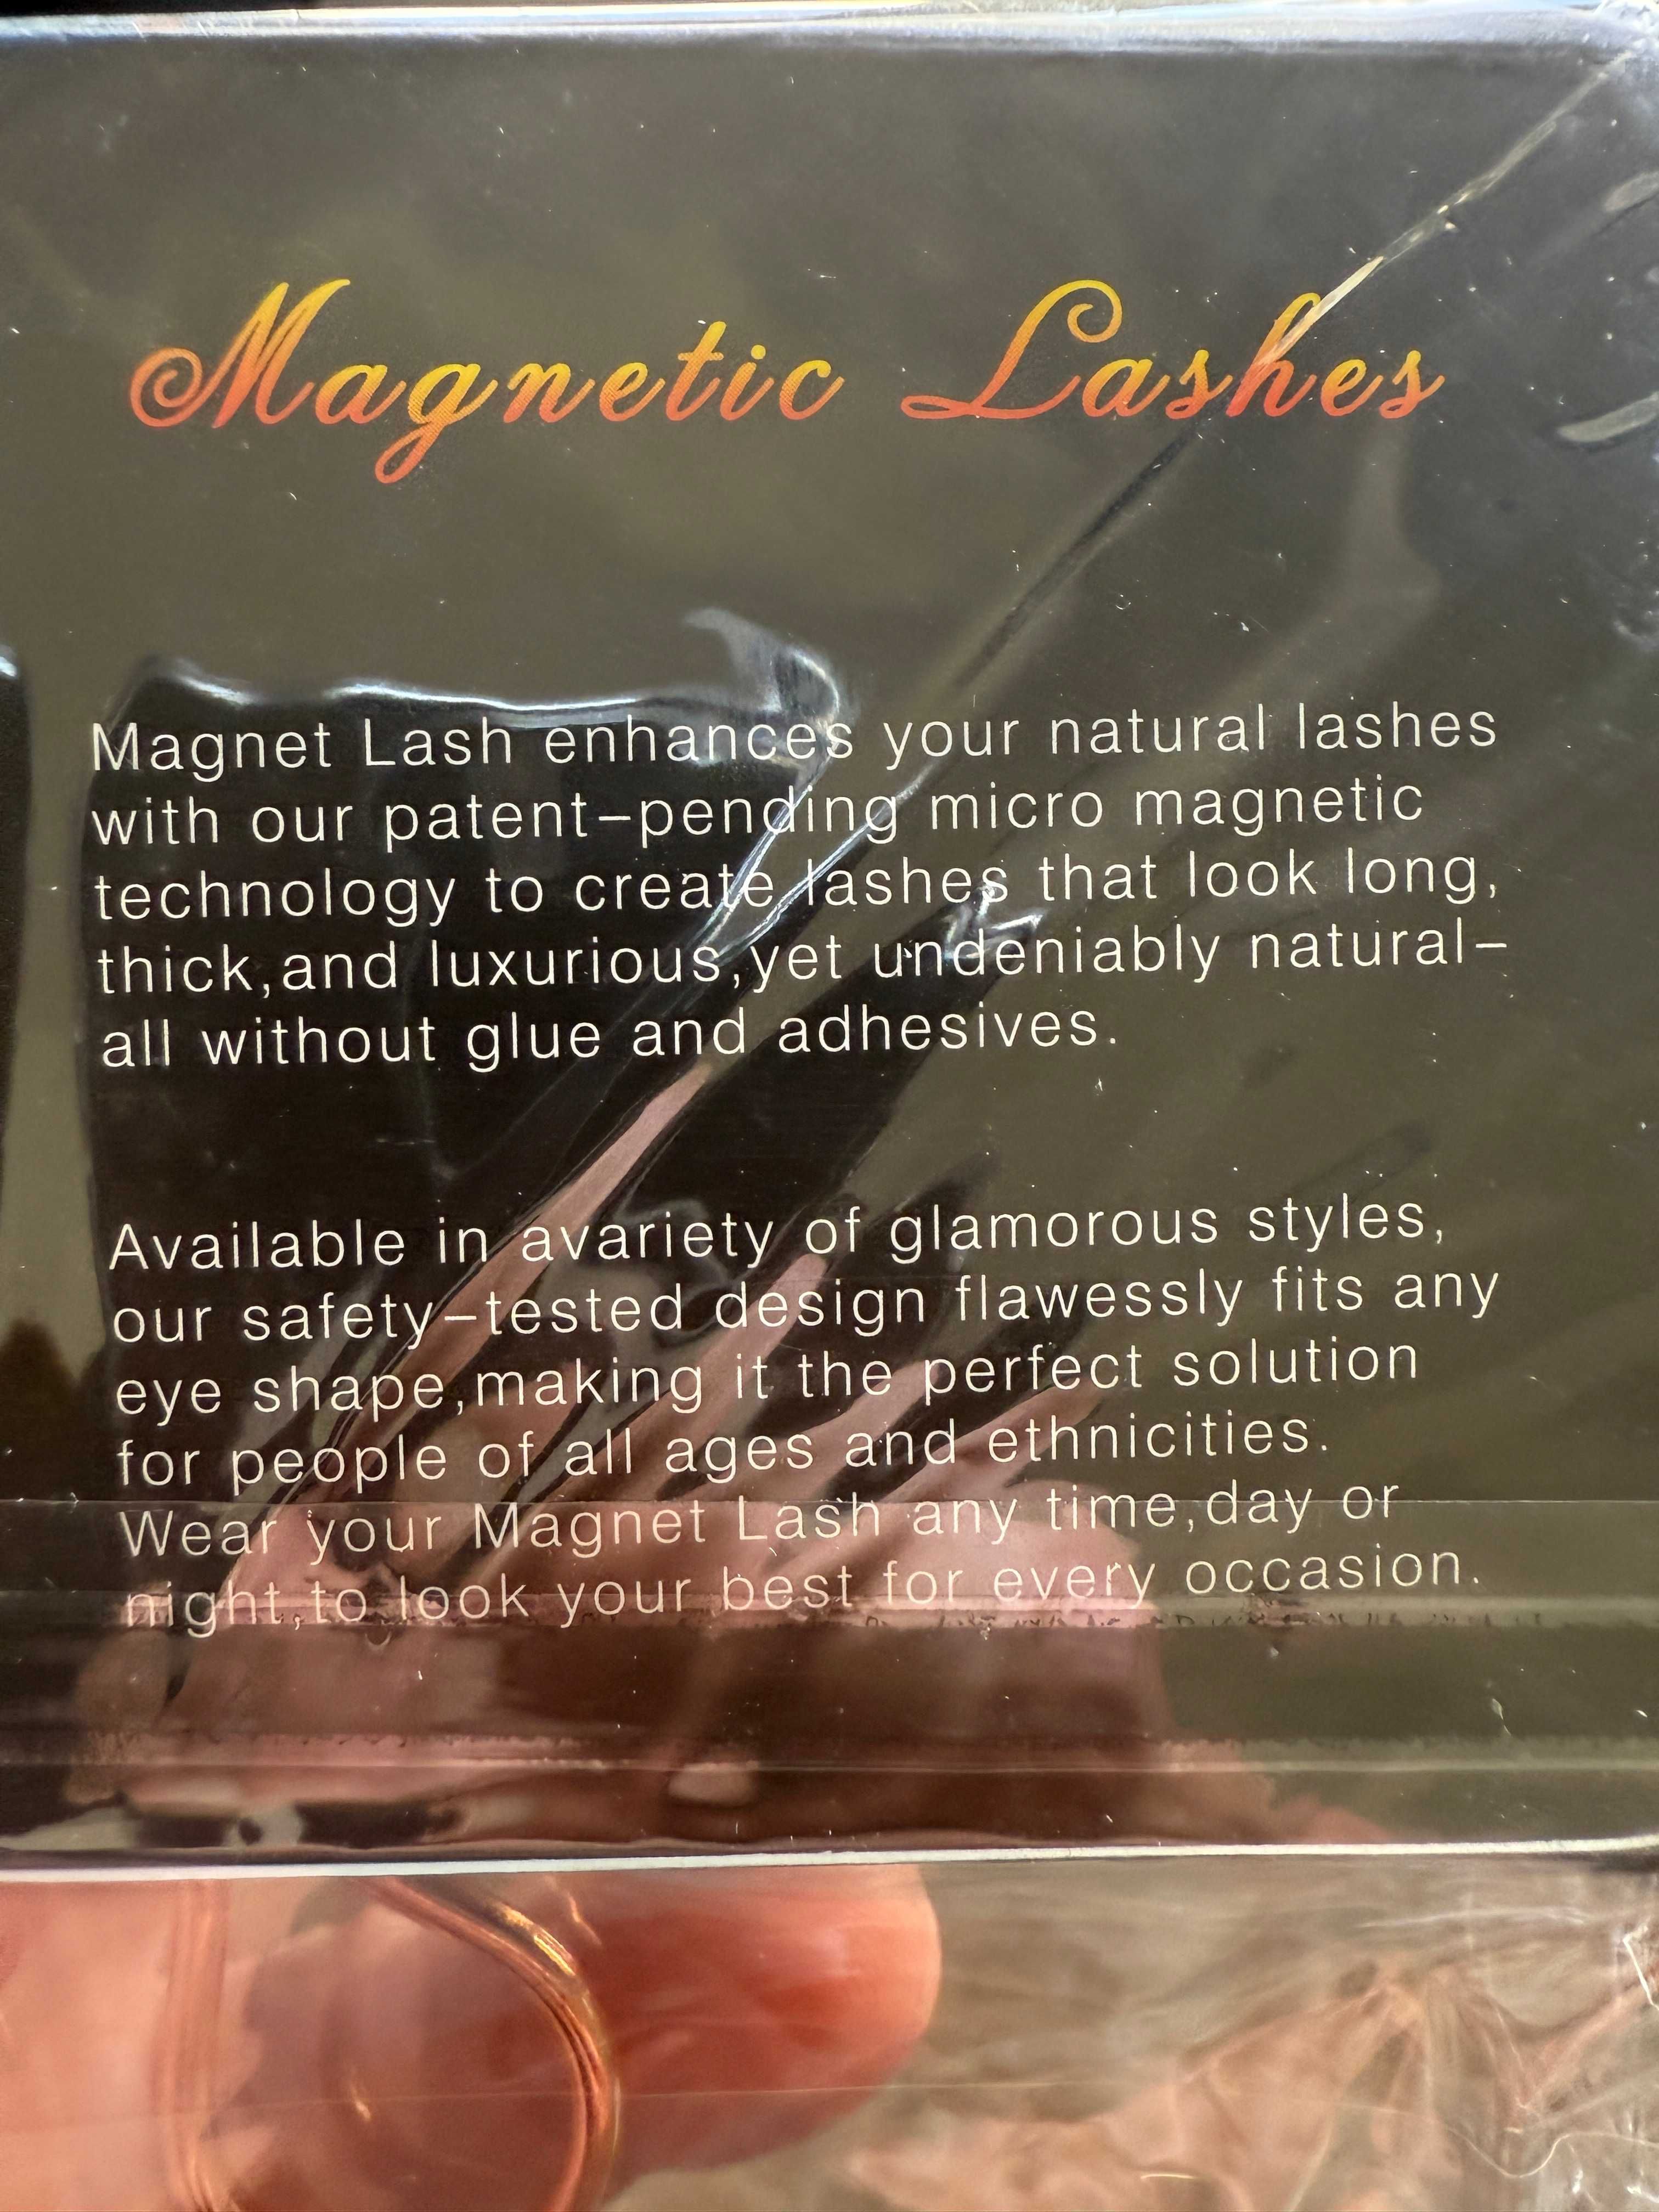 Magnetic Lashes
Magnet Lash enhances your natural lashes
with our patent-pending micro magnetic
technology to create lashes that look long,
thick,and luxurious,yet undeniably natural-
all without glue and adhesives.
Available in avariety of glamorous styles,
our safety-tested design flawessly fits any
eye shape,making it the perfect solution
for people of all ages and ethnicities.
Wear your Magnet Lash any time,day or
night,to look your best for every occasion.